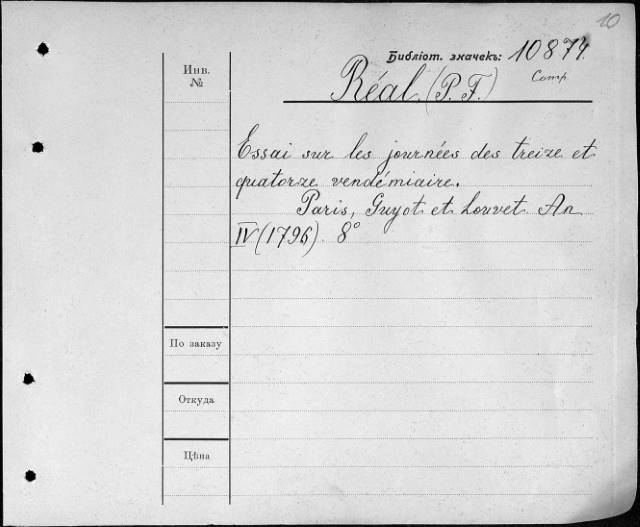 10
Библіот. значекъ: 10874.
Comp
Инв.
№
Réal. (P. F.)
Essai sur les journées des treize et
quatorze vendémiaire.
Paris, Guyot et Louvet. An
IV (1796). 8°
По заказу
Откуда
Цѣна